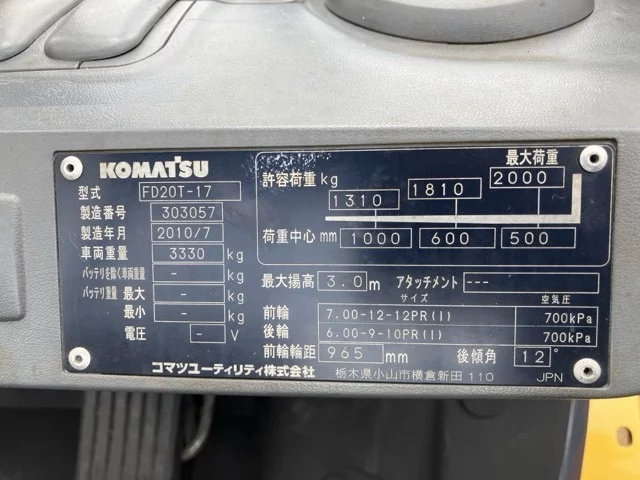 KOMATSU
型式 FD20T-17
製造番号 303057
製造年月 2010/7
車両重量 3330 kg
バッテリを除く車両重量 - kg
バッテリ重量 最大 - kg
最小 - kg
電圧 - V
最大荷重
許容荷重 kg 1310 1810 2000
荷重中心 mm 1000 600 500
最大揚高 3.0 m アタッチメント ---
サイズ 空気圧
前輪 7.00-12-12PR(I) 700kPa
後輪 6.00-9-10PR(I) 700kPa
前輪輪距 965 mm 後傾角 12°
コマツユーティリティ株式会社 栃木県小山市横倉新田 110 JPN